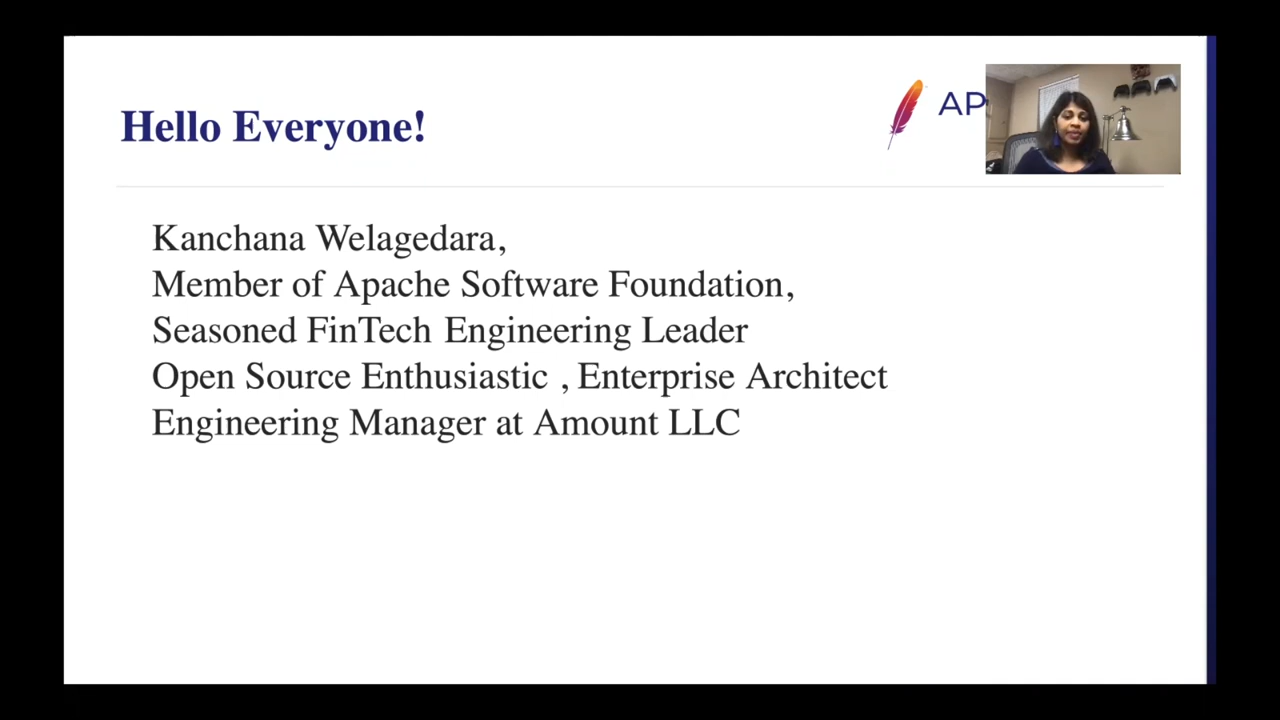 Hello Everyone!
AP
Kanchana Welagedara,
Member of Apache Software Foundation,
Seasoned FinTech Engineering Leader
Open Source Enthusiastic , Enterprise Architect
Engineering Manager at Amount LLC